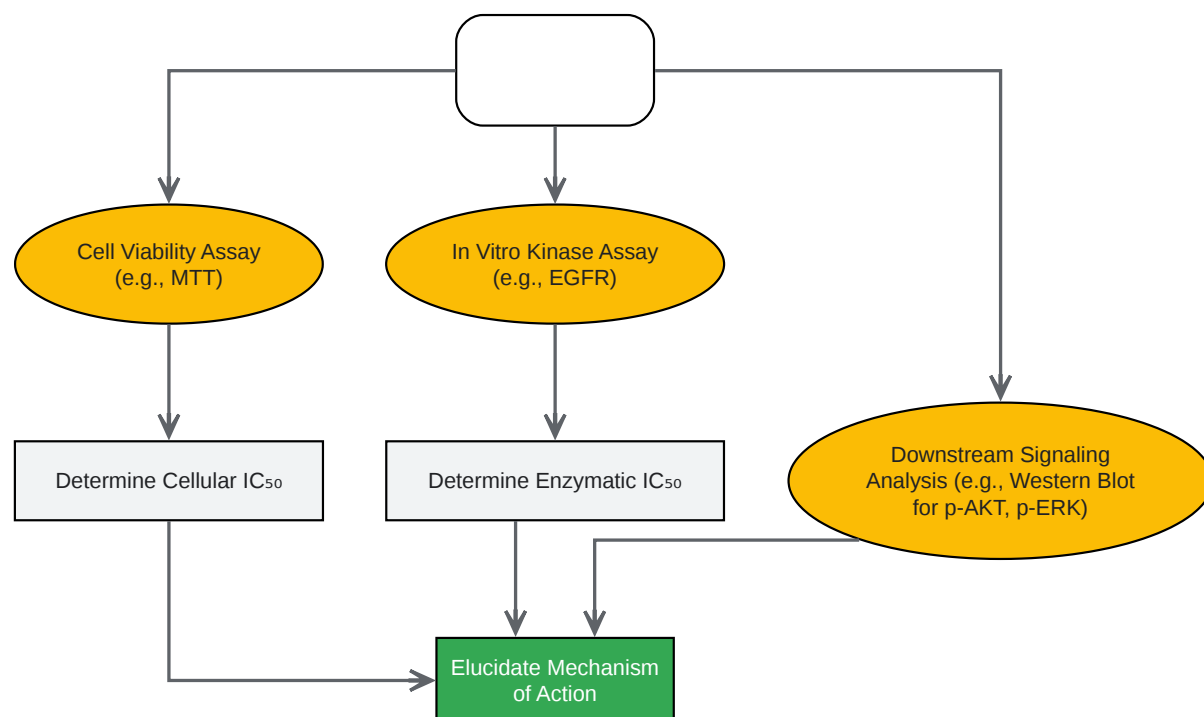 Cell Viability Assay
(e.g., MTT)
In Vitro Kinase Assay
(e.g., EGFR)
Determine Cellular IC₅₀
Determine Enzymatic IC₅₀
Downstream Signaling
Analysis (e.g., Western Blot
for p-AKT, p-ERK)
Elucidate Mechanism
of Action